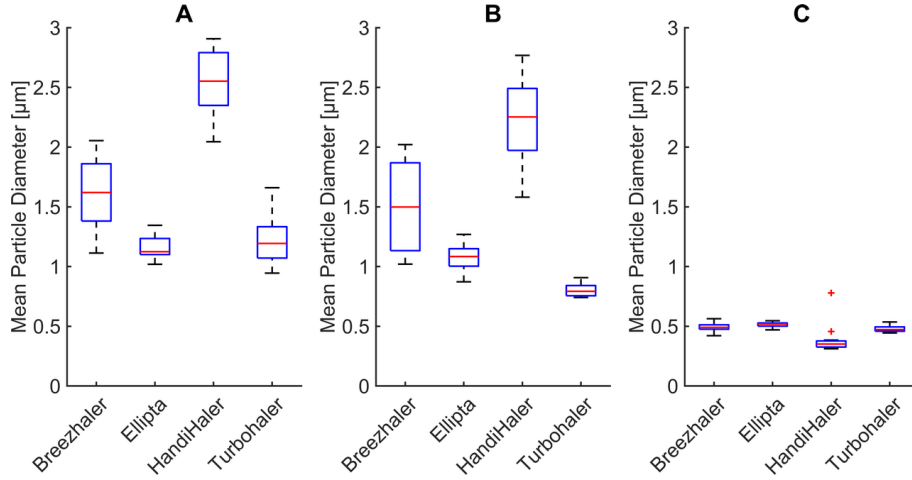 A
Mean Particle Diameter [μm]
3
2.5
2
1.5
1
0.5
0
Breezhaler
Ellipta
HandiHaler
Turbohaler
B
Mean Particle Diameter [μm]
3
2.5
2
1.5
1
0.5
0
Breezhaler
Ellipta
HandiHaler
Turbohaler
C
Mean Particle Diameter [μm]
3
2.5
2
1.5
1
0.5
0
Breezhaler
Ellipta
HandiHaler
Turbohaler